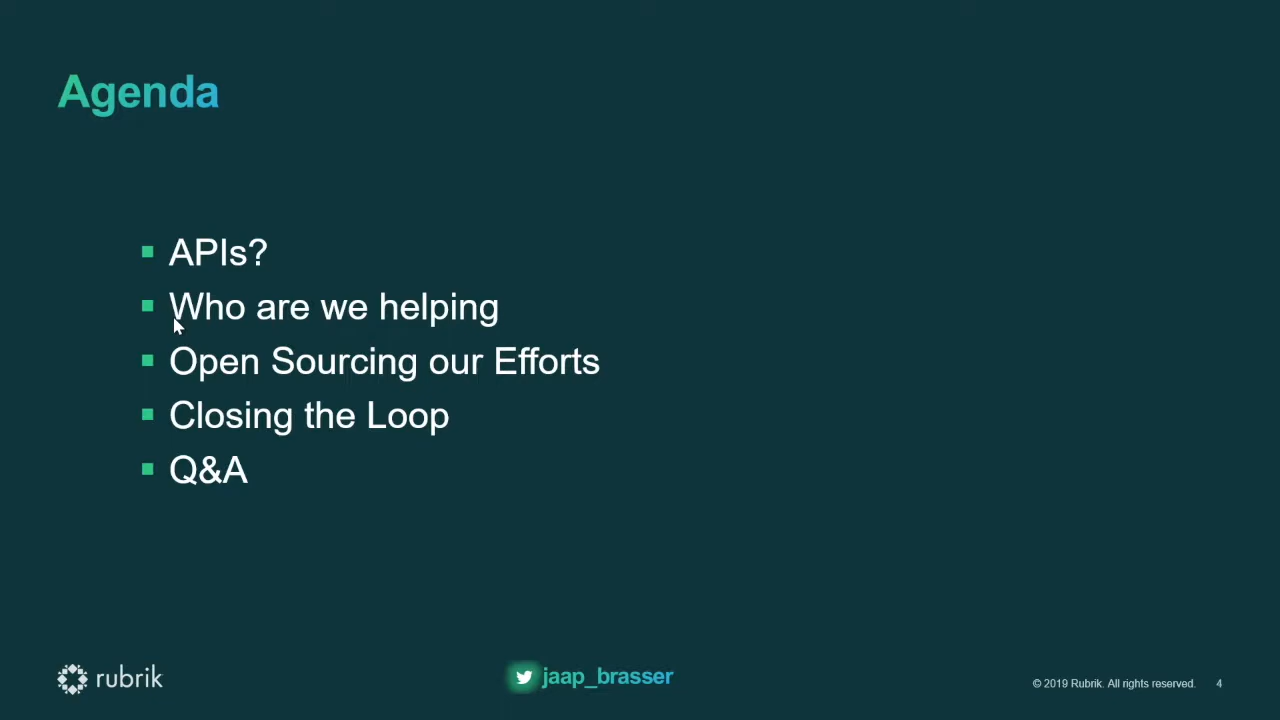 Agenda
APIs?
Who are we helping
Open Sourcing our Efforts
Closing the Loop
Q&A
rubrik
jaap_brasser
© 2019 Rubrik. All rights reserved.
4